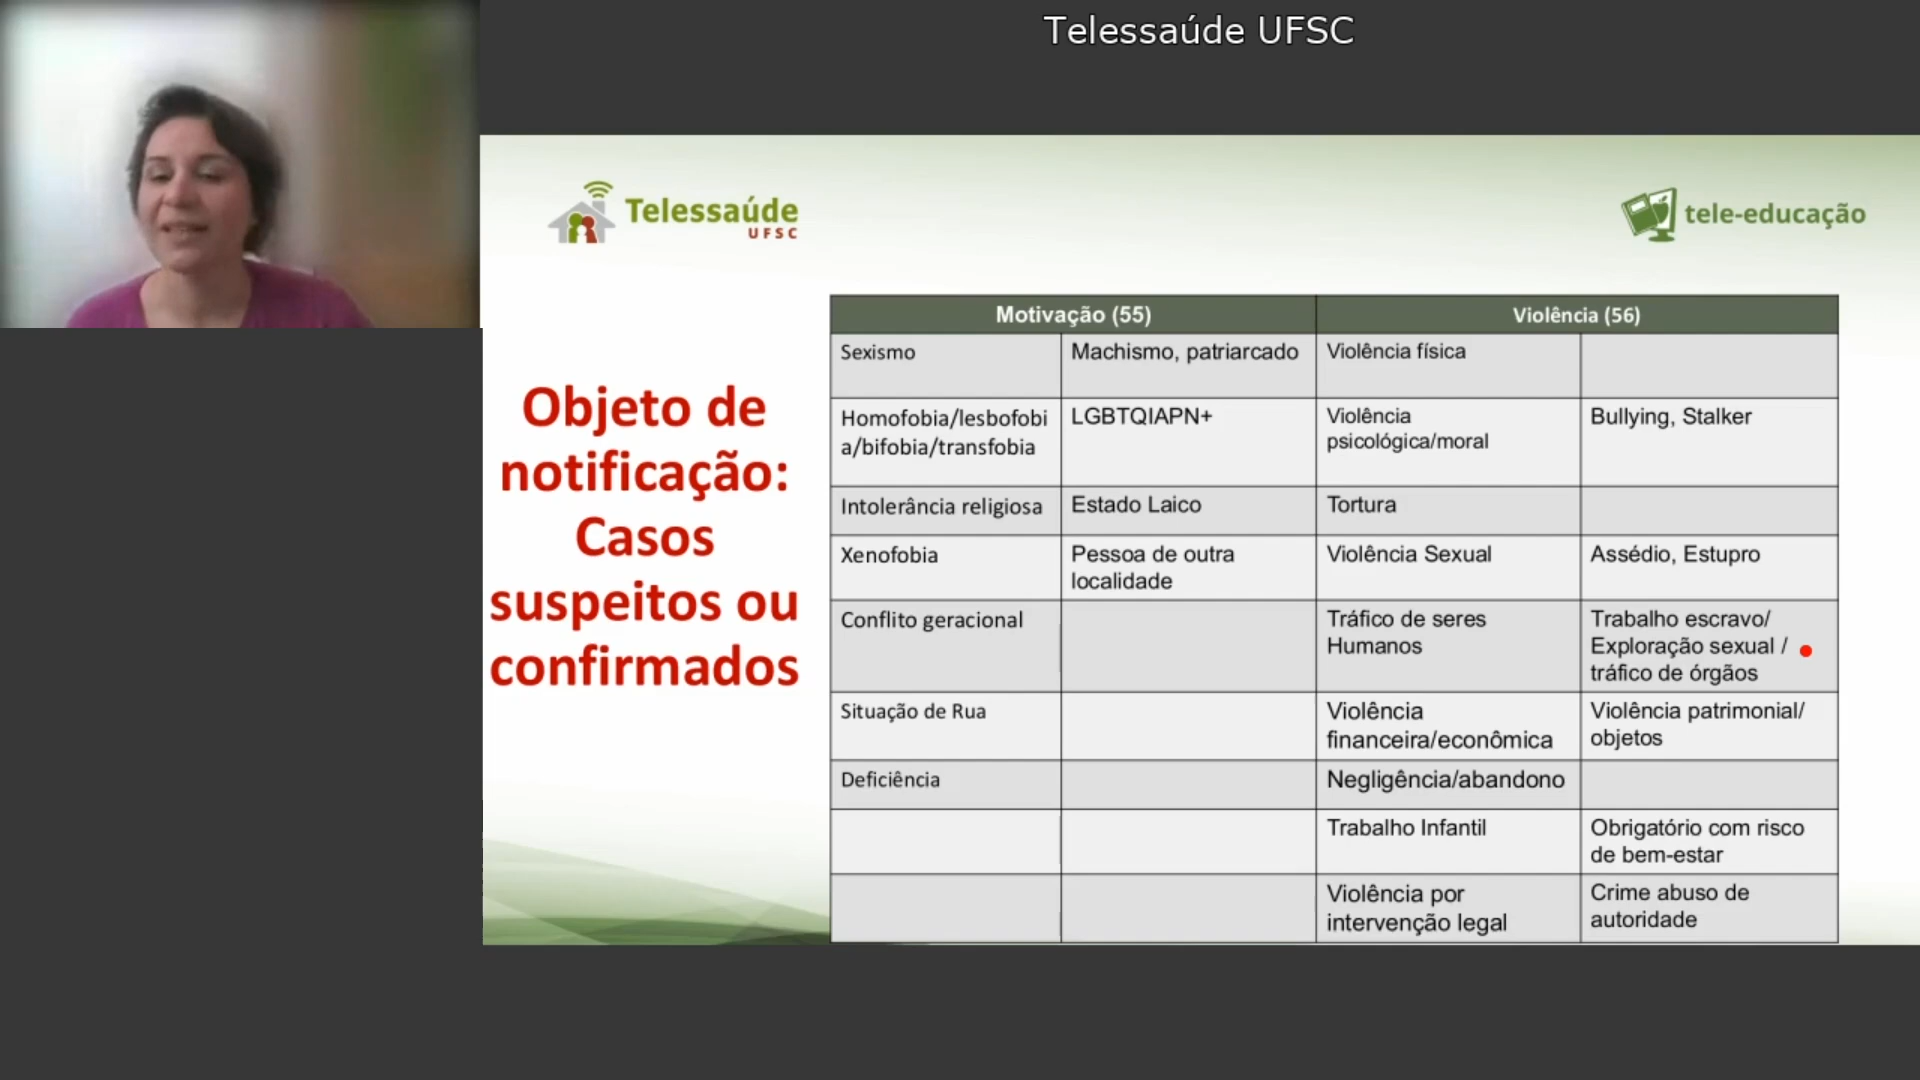 Telessaúde UFSC
Telessaúde
UFSC
tele-educação
Objeto de
notificação:
Casos
suspeitos ou
confirmados
Motivação (55)
Violência (56)
Sexismo
Machismo, patriarcado
Violência física
Homofobia/lesbofobi
a/bifobia/transfobia
LGBTQIAPN+
Violência
psicológica/moral
Bullying, Stalker
Intolerância religiosa
Estado Laico
Tortura
Xenofobia
Pessoa de outra
localidade
Violência Sexual
Assédio, Estupro
Conflito geracional
Tráfico de seres
Humanos
Trabalho escravo/
Exploração sexual /
tráfico de órgãos
Situação de Rua
Violência
financeira/econômica
Violência patrimonial/
objetos
Deficiência
Negligência/abandono
Trabalho Infantil
Obrigatório com risco
de bem-estar
Violência por
intervenção legal
Crime abuso de
autoridade